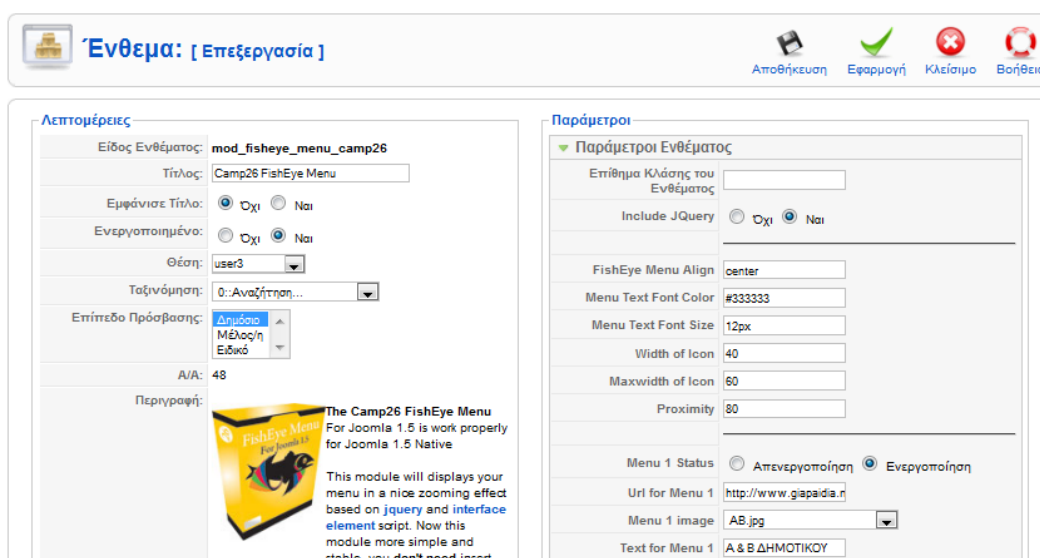 Ένθεμα: [ Επεξεργασία ]
Αποθήκευση Εφαρμογή Κλείσιμο Βοήθεια
Λεπτομέρειες
Είδος Ενθέματος: mod_fisheye_menu_camp26
Τίτλος: Camp26 FishEye Menu
Εμφάνισε Τίτλο: Όχι Ναι
Ενεργοποιημένο: Όχι Ναι
Θέση: user3
Ταξινόμηση: 0::Αναζήτηση...
Επίπεδο Πρόσβασης: Δημόσιο
Μέλος/η
Ειδικό
Α/Α: 48
Περιγραφή:
FishEye Menu
For Joomla 1.5
The Camp26 FishEye Menu
For Joomla 1.5 is work properly
for Joomla 1.5 Native
This module will displays your
menu in a nice zooming effect
based on jquery and interface
element script. Now this
module more simple and
stable, you don't need insert
Παράμετροι
Παράμετροι Ενθέματος
Επίθημα Κλάσης του
Ενθέματος
Include JQuery Όχι Ναι
FishEye Menu Align center
Menu Text Font Color #333333
Menu Text Font Size 12px
Width of Icon 40
Maxwidth of Icon 60
Proximity 80
Menu 1 Status Απενεργοποίηση Ενεργοποίηση
Url for Menu 1 http://www.giapaidia.n
Menu 1 image AB.jpg
Text for Menu 1 Α & Β ΔΗΜΟΤΙΚΟΥ